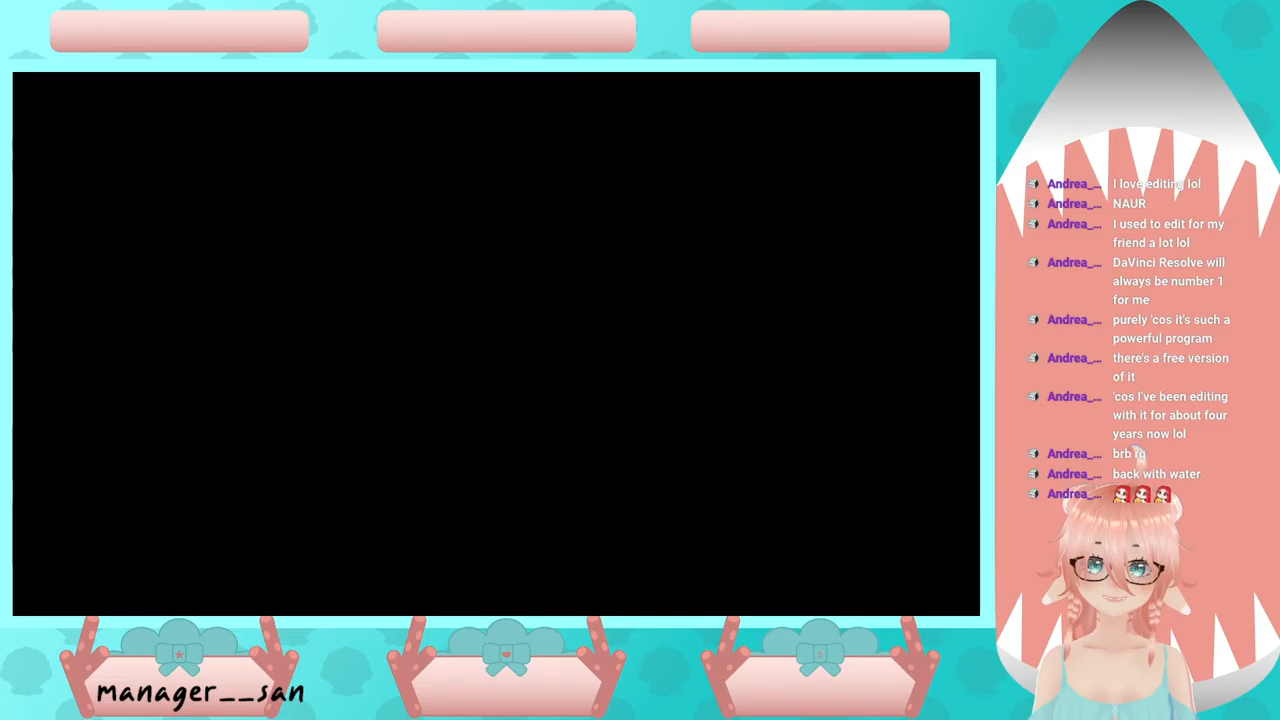 Andrea_... I love editing lol
Andrea_... NAUR
Andrea_... I used to edit for my
friend a lot lol
Andrea_... DaVinci Resolve will
always be number 1
for me
Andrea_... purely 'cos it's such a
powerful program
Andrea_... there's a free version
of it
Andrea_... 'cos I've been editing
with it for about four
years now lol
Andrea_... brb rq
Andrea_... back with water
Andrea_...
manager__san